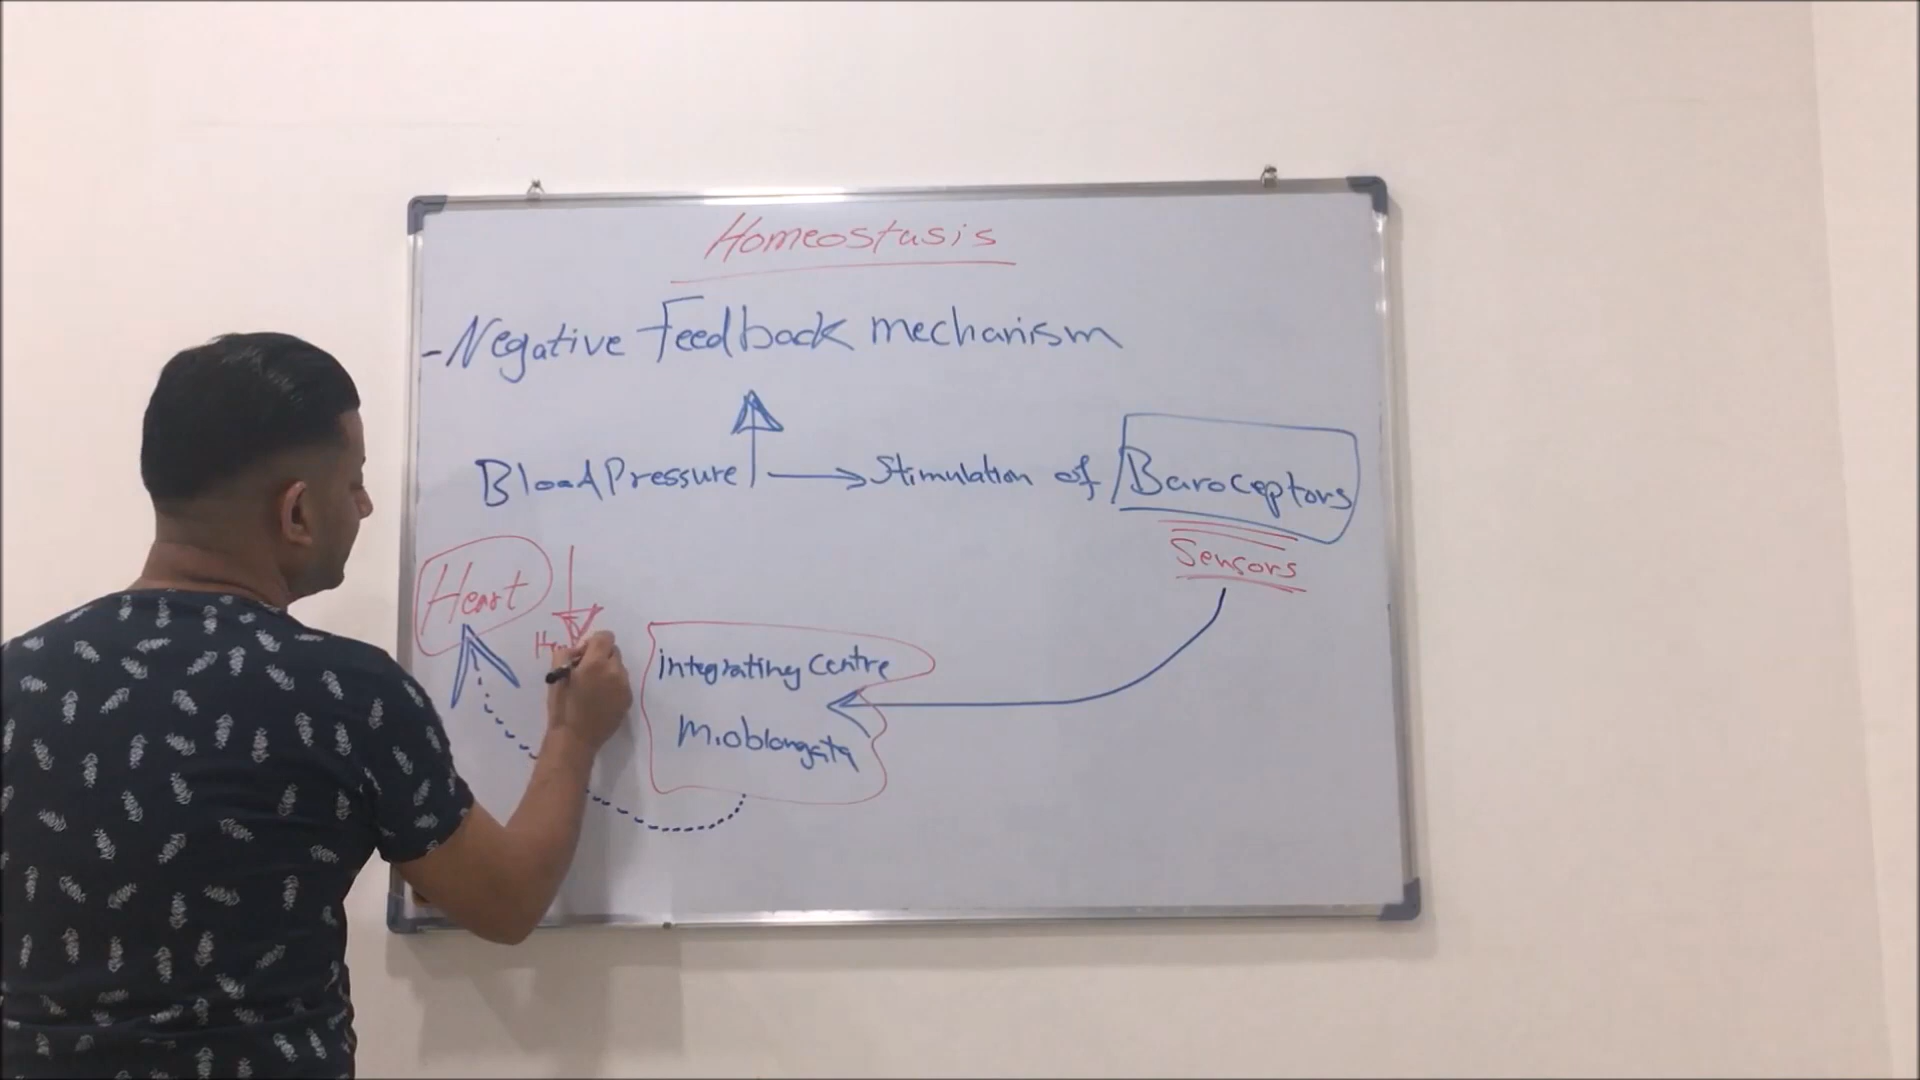 Homeostasis
- Negative Feedback mechanism
Blood Pressure → Stimulation of Baroceptors
Sensors
Heart
integrating Centre
M.oblongata